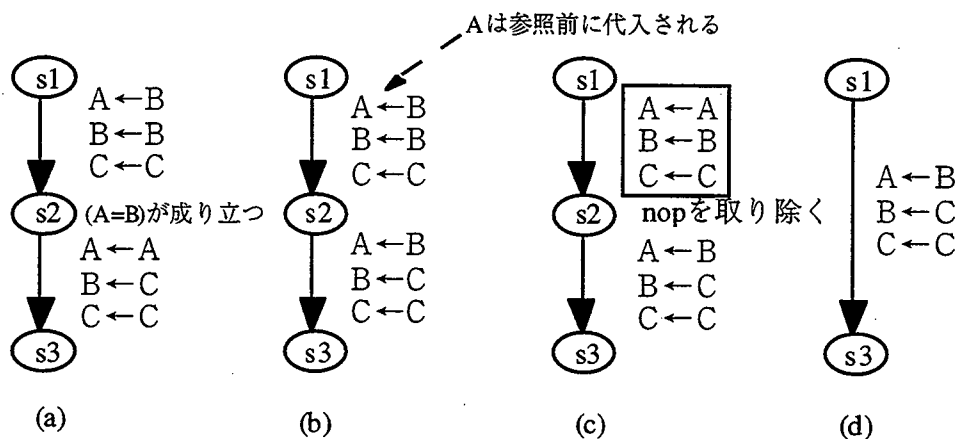 Aは参照前に代入される
s1
A←B
B←B
C←C
s2 (A=B)が成り立つ
A←A
B←C
C←C
s3
(a)
s1
A←B
B←B
C←C
s2
A←B
B←C
C←C
s3
(b)
s1
A←A
B←B
C←C
s2
nopを取り除く
A←B
B←C
C←C
s3
(c)
s1
A←B
B←C
C←C
s3
(d)